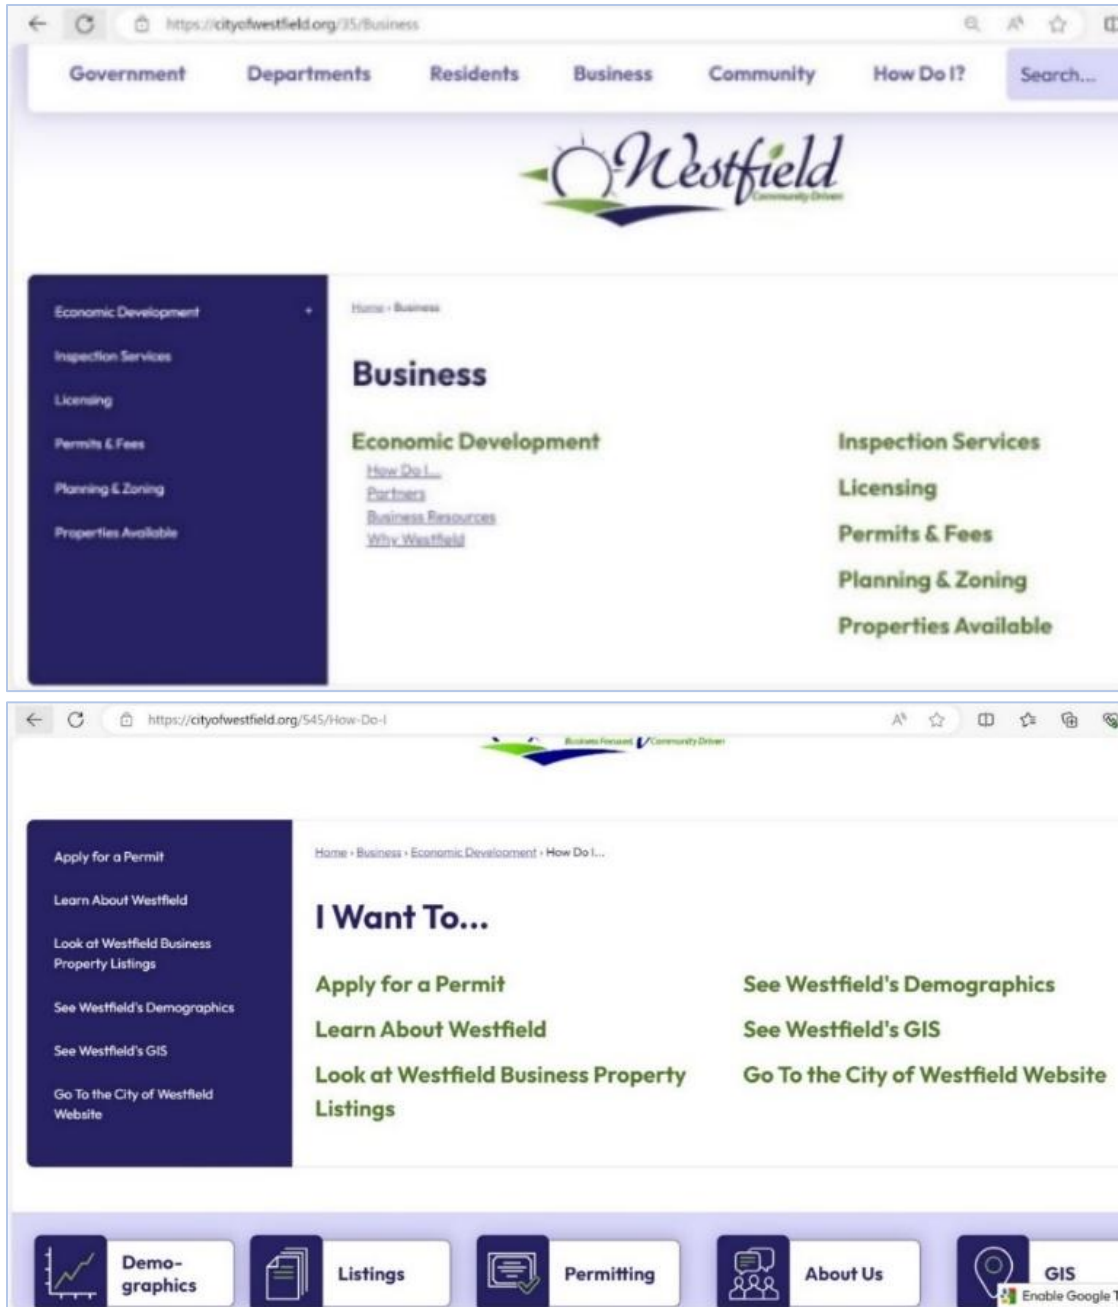 https://cityofwestfield.org/35/Business
Government Departments Residents Business Community How Do I? Search...
Westfield
Community Driven
Economic Development +
Inspection Services
Licensing
Permits & Fees
Planning & Zoning
Properties Available
Home › Business
Business
Economic Development
How Do I...
Partners
Business Resources
Why Westfield
Inspection Services
Licensing
Permits & Fees
Planning & Zoning
Properties Available
https://cityofwestfield.org/545/How-Do-I
Business Focused Community Driven
Apply for a Permit
Learn About Westfield
Look at Westfield Business
Property Listings
See Westfield's Demographics
See Westfield's GIS
Go To the City of Westfield
Website
Home › Business › Economic Development › How Do I...
I Want To...
Apply for a Permit
Learn About Westfield
Look at Westfield Business Property
Listings
See Westfield's Demographics
See Westfield's GIS
Go To the City of Westfield Website
Demo-
graphics
Listings
Permitting
About Us
GIS
Enable Google